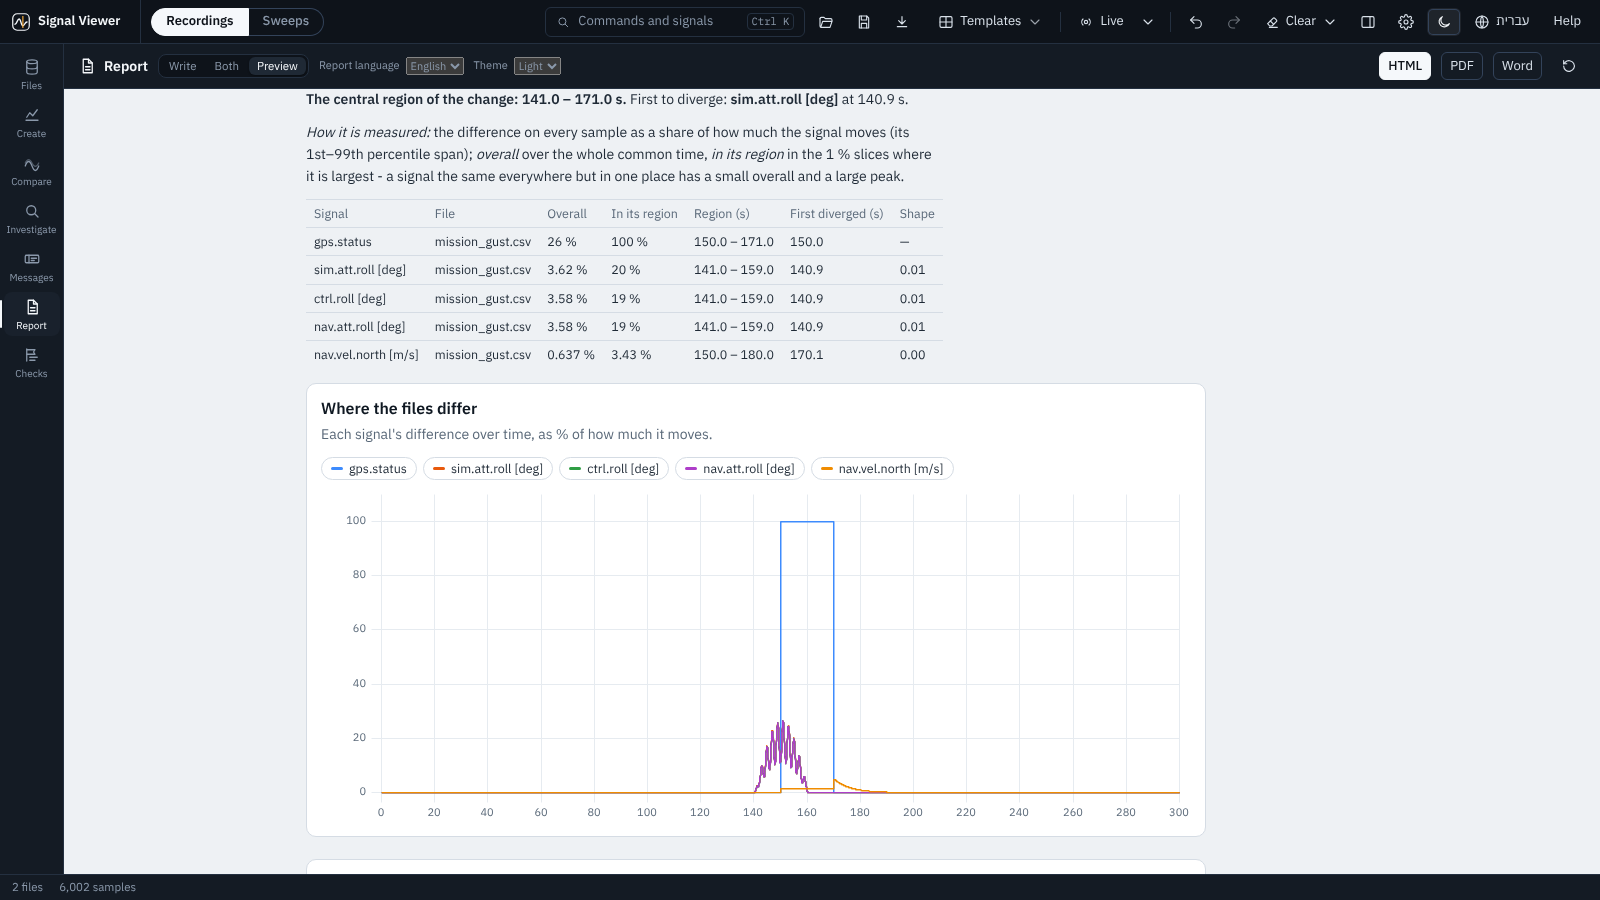 Signal Viewer
Recordings
Sweeps
Commands and signals
Ctrl K
Templates
Live
Clear
עברית
Help
Files
Create
Compare
Investigate
Messages
Report
Checks
Report
Write
Both
Preview
Report language
English
Theme
Light
HTML
PDF
Word
The central region of the change: 141.0 – 171.0 s. First to diverge: sim.att.roll [deg] at 140.9 s.
How it is measured: the difference on every sample as a share of how much the signal moves (its
1st–99th percentile span); overall over the whole common time, in its region in the 1 % slices where
it is largest - a signal the same everywhere but in one place has a small overall and a large peak.
Signal File Overall In its region Region (s) First diverged (s) Shape
gps.status mission_gust.csv 26 % 100 % 150.0 – 171.0 150.0 —
sim.att.roll [deg] mission_gust.csv 3.62 % 20 % 141.0 – 159.0 140.9 0.01
ctrl.roll [deg] mission_gust.csv 3.58 % 19 % 141.0 – 159.0 140.9 0.01
nav.att.roll [deg] mission_gust.csv 3.58 % 19 % 141.0 – 159.0 140.9 0.01
nav.vel.north [m/s] mission_gust.csv 0.637 % 3.43 % 150.0 – 180.0 170.1 0.00
Where the files differ
Each signal's difference over time, as % of how much it moves.
gps.status sim.att.roll [deg] ctrl.roll [deg] nav.att.roll [deg] nav.vel.north [m/s]
100
80
60
40
20
0
0 20 40 60 80 100 120 140 160 180 200 220 240 260 280 300
2 files 6,002 samples